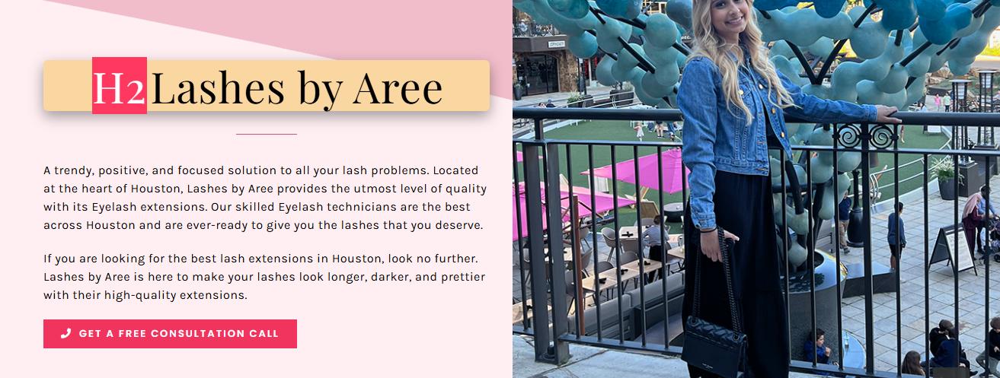 H2 Lashes by Aree
A trendy, positive, and focused solution to all your lash problems. Located
at the heart of Houston, Lashes by Aree provides the utmost level of quality
with its Eyelash extensions. Our skilled Eyelash technicians are the best
across Houston and are ever-ready to give you the lashes that you deserve.
If you are looking for the best lash extensions in Houston, look no further.
Lashes by Aree is here to make your lashes look longer, darker, and prettier
with their high-quality extensions.
GET A FREE CONSULTATION CALL